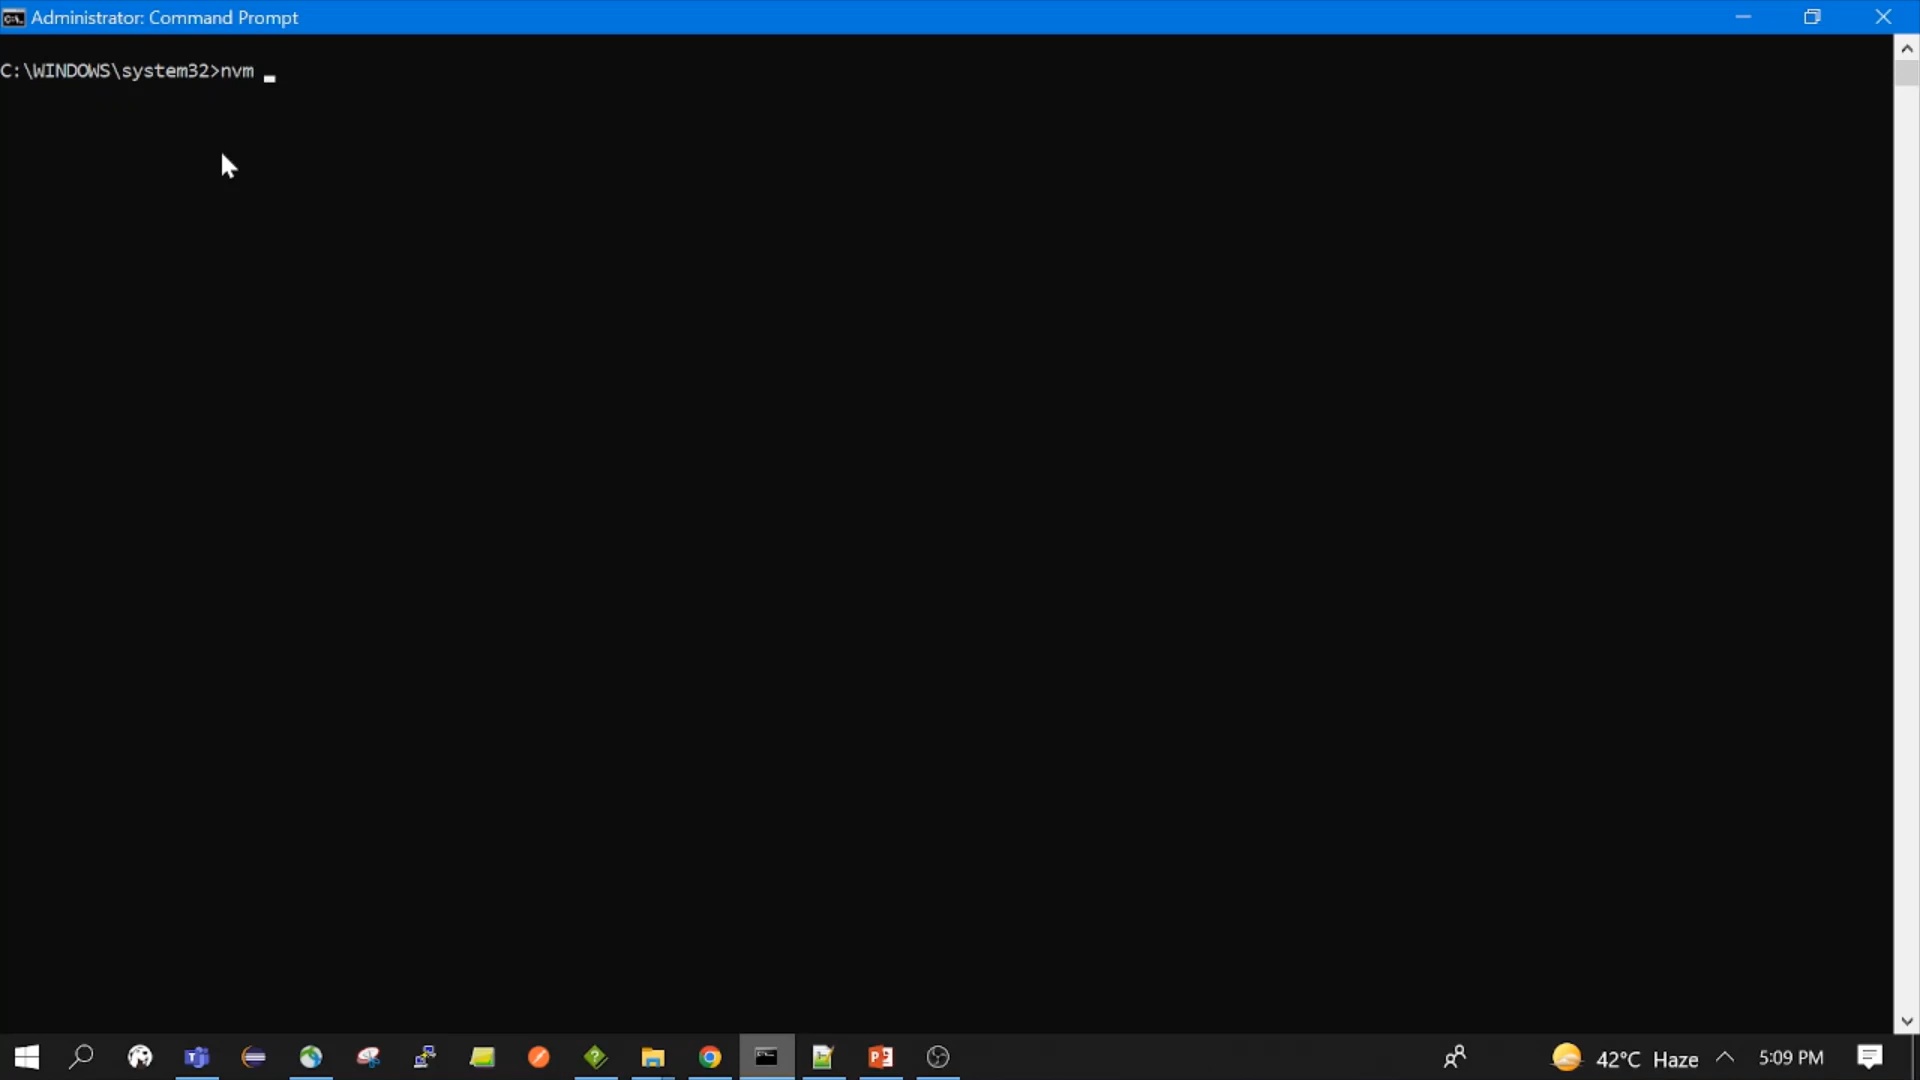 Administrator: Command Prompt
C:\WINDOWS\system32>nvm _
42°C Haze
5:09 PM